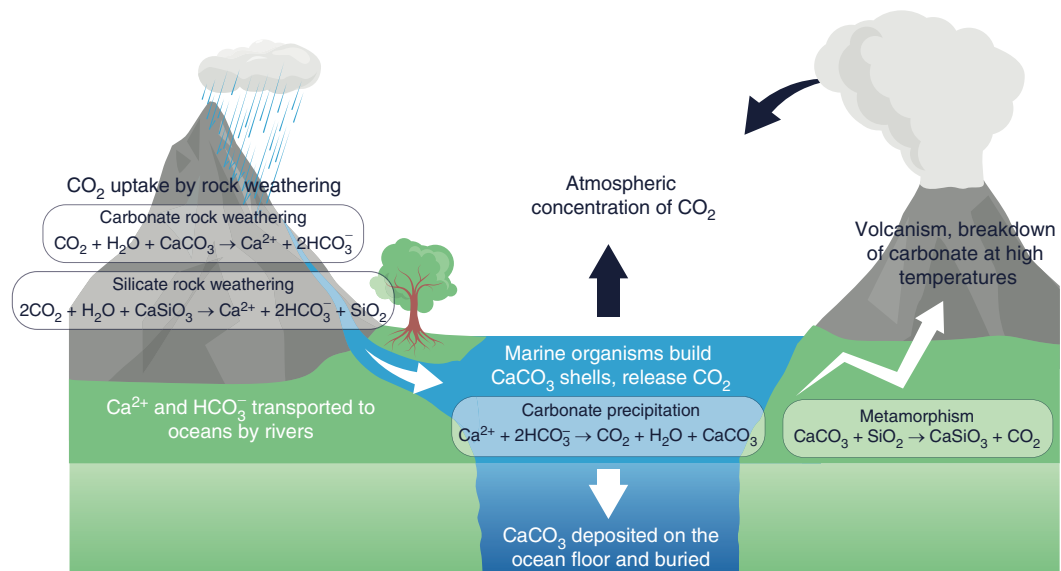 CO₂ uptake by rock weathering
Carbonate rock weathering
CO₂ + H₂O + CaCO₃ → Ca²⁺ + 2HCO₃⁻
Silicate rock weathering
2CO₂ + H₂O + CaSiO₃ → Ca²⁺ + 2HCO₃⁻ + SiO₂
Ca²⁺ and HCO₃⁻ transported to
oceans by rivers
Atmospheric
concentration of CO₂
Marine organisms build
CaCO₃ shells, release CO₂
Carbonate precipitation
Ca²⁺ + 2HCO₃⁻ → CO₂ + H₂O + CaCO₃
CaCO₃ deposited on the
ocean floor and buried
Volcanism, breakdown
of carbonate at high
temperatures
Metamorphism
CaCO₃ + SiO₂ → CaSiO₃ + CO₂